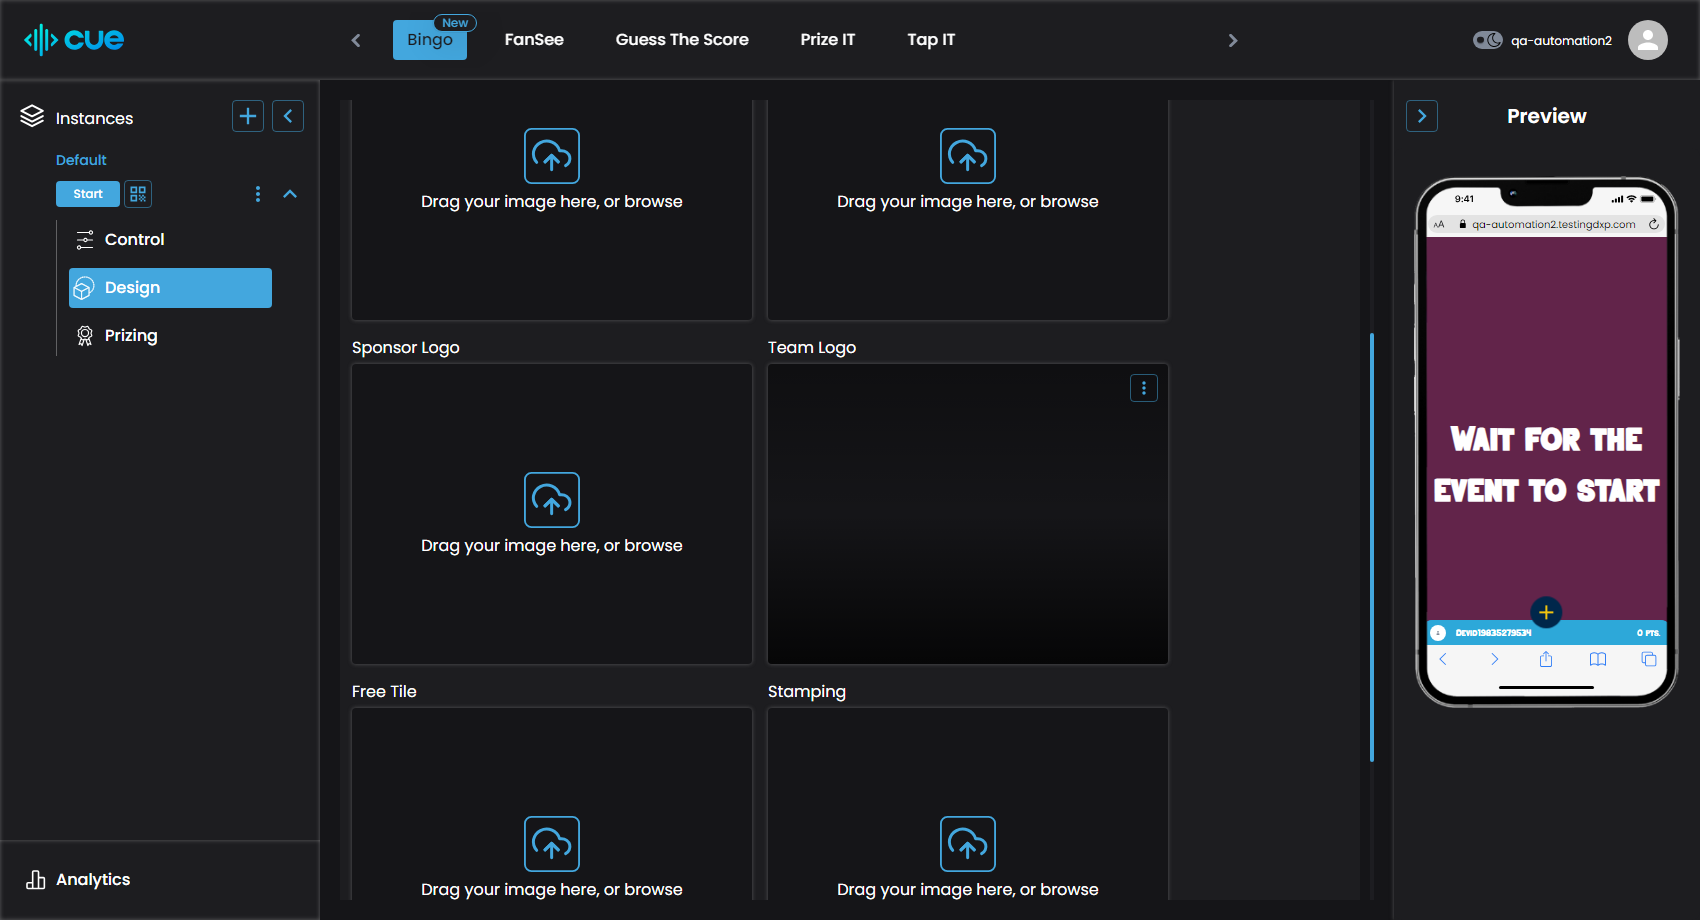 cue
New
Bingo
FanSee
Guess The Score
Prize IT
Tap IT
qa-automation2
Instances
Default
Start
Control
Design
Prizing
Analytics
Drag your image here, or browse
Drag your image here, or browse
Sponsor Logo
Team Logo
Drag your image here, or browse
Free Tile
Stamping
Drag your image here, or browse
Drag your image here, or browse
Preview
9:41
AA
qa-automation2.testingdxp.com
WAIT FOR THE
EVENT TO START
DEVID19835279534
0 PTS.